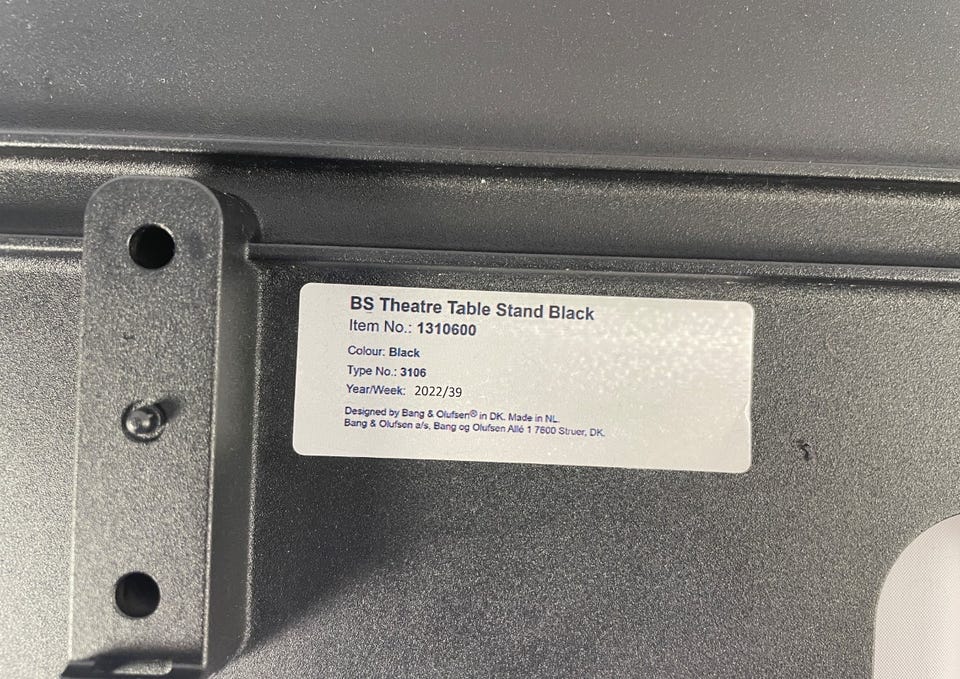 BS Theatre Table Stand Black
Item No.: 1310600
Colour: Black
Type No.: 3106
Year/Week: 2022/39
Designed by Bang & Olufsen® in DK. Made in NL.
Bang & Olufsen a/s, Bang og Olufsen Allé 1 7600 Struer, DK.